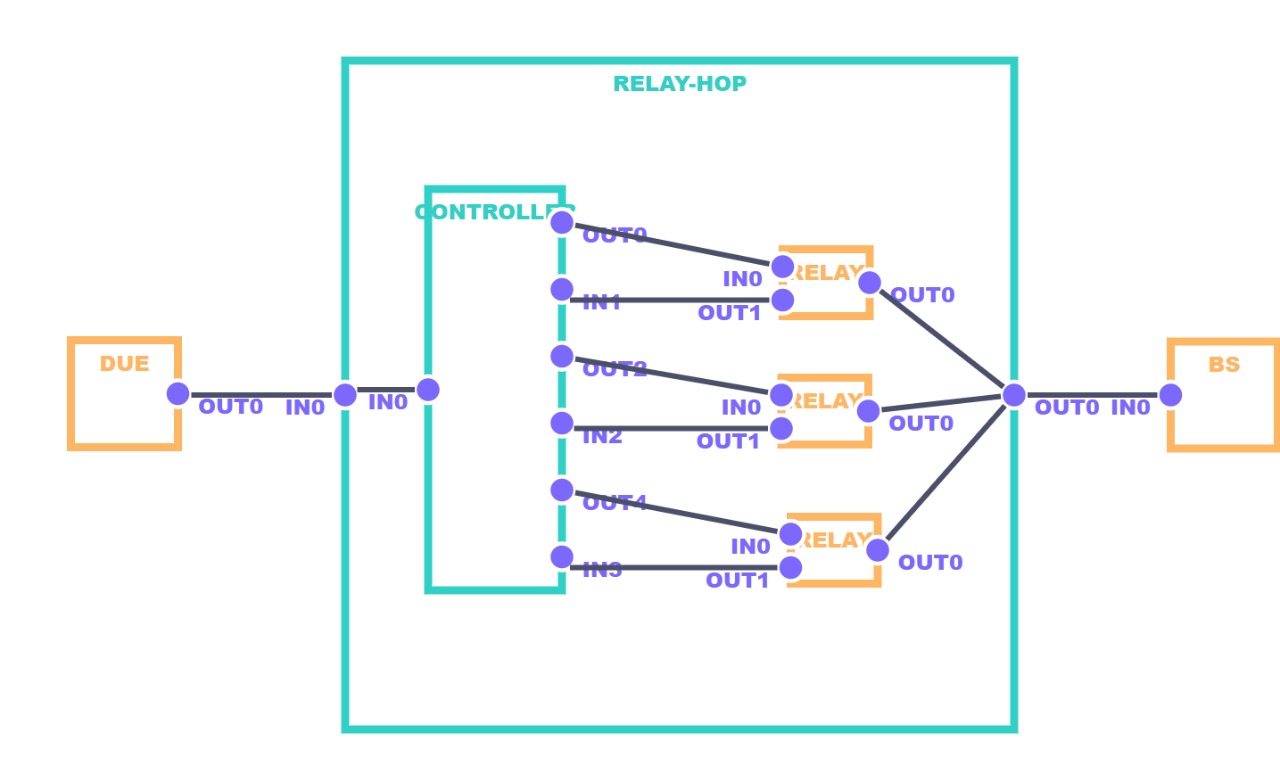 RELAY-HOP
CONTROLLER
OUT0
RELAY
IN0
OUT0
IN1
OUT1
DUE
BS
OUT2
RELAY
IN0
IN0
OUT0
OUT0
IN0
OUT0
IN0
IN2
OUT1
OUT4
RELAY
IN0
OUT0
IN3
OUT1